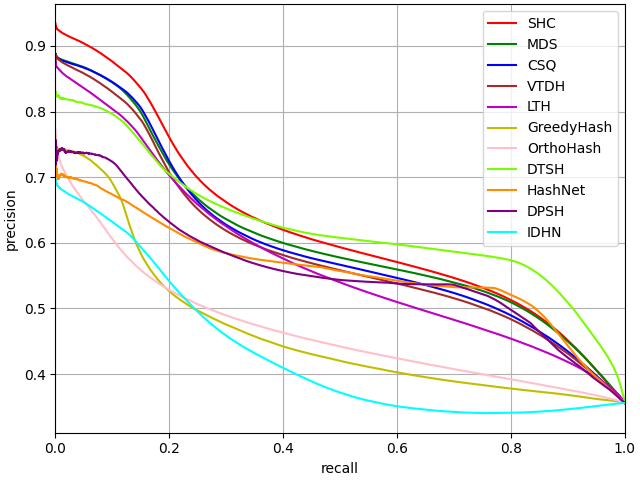 precision
0.9
0.8
0.7
0.6
0.5
0.4
SHC
MDS
CSQ
VTDH
LTH
GreedyHash
OrthoHash
DTSH
HashNet
DPSH
IDHN
0.0 0.2 0.4 0.6 0.8 1.0
recall